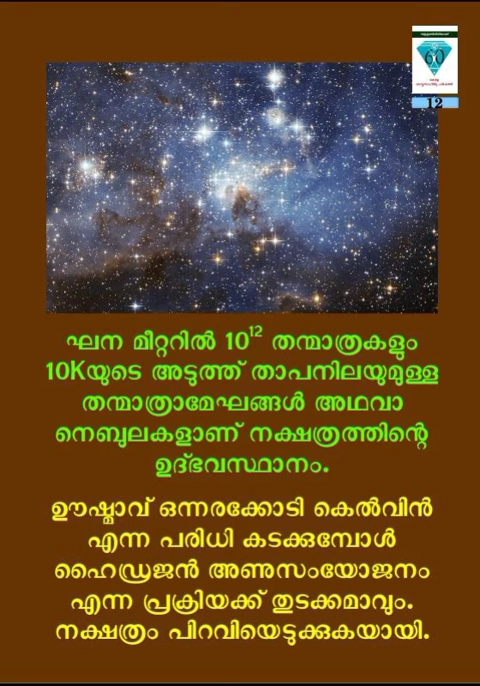 60
12
ഘന മീറ്ററിൽ 10¹² തന്മാത്രകളും
10Kയുടെ അടുത്ത് താപനിലയുമുള്ള
തന്മാത്രാമേഘങ്ങൾ അഥവാ
നെബുലകളാണ് നക്ഷത്രത്തിന്റെ
ഉദ്ഭവസ്ഥാനം.
ഊഷ്മാവ് ഒന്നരക്കോടി കെൽവിൻ
എന്ന പരിധി കടക്കുമ്പോൾ
ഹൈഡ്രജൻ അണുസംയോജനം
എന്ന പ്രക്രിയക്ക് തുടക്കമാവും.
നക്ഷത്രം പിറവിയെടുക്കുകയായി.